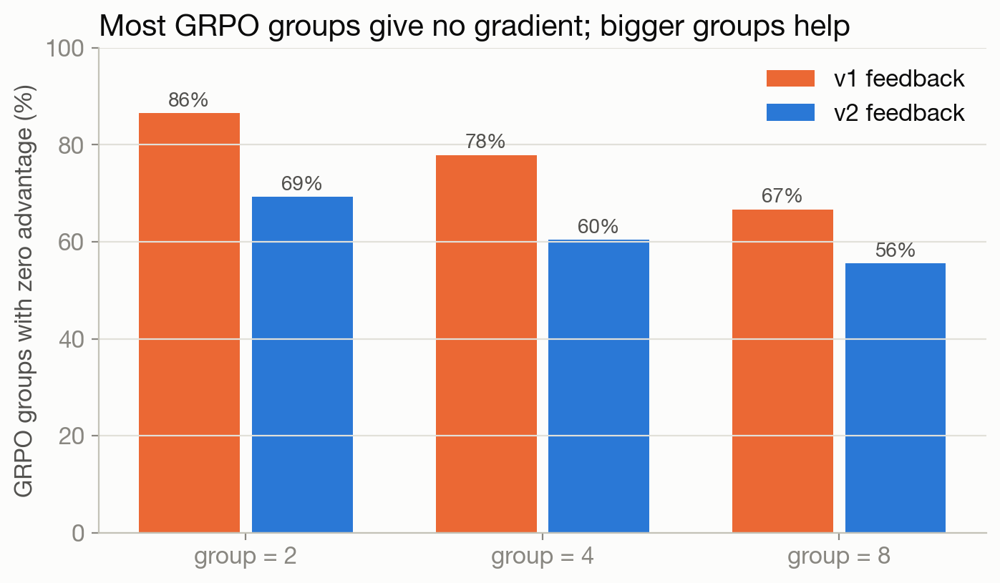 Most GRPO groups give no gradient; bigger groups help
GRPO groups with zero advantage (%)
100
80
60
40
20
0
v1 feedback
v2 feedback
86%
69%
78%
60%
67%
56%
group = 2
group = 4
group = 8